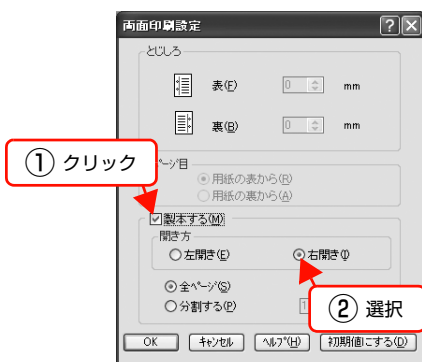 両面印刷設定
とじしろ
表(F) 0 mm
裏(B) 0 mm
① クリック
ページ目
用紙の表から(R)
用紙の裏から(A)
製本する(M)
開き方
左開き(E) 右開き(I)
全ページ(S)
分割する(P) 1
② 選択
OK キャンセル ヘルプ(H) 初期値にする(D)